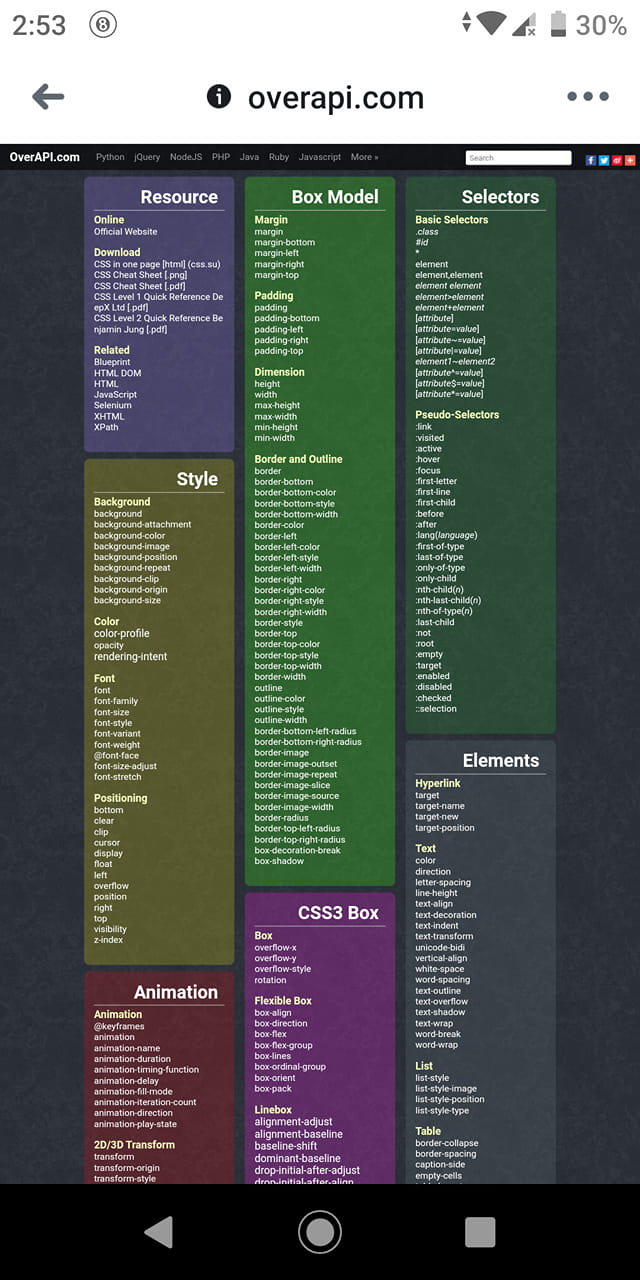 2:53
30%
overapi.com
OverAPI.com Python jQuery NodeJS PHP Java Ruby Javascript More » Search
Resource
Online
Official Website
Download
CSS in one page [html] (css.su)
CSS Cheat Sheet [.png]
CSS Cheat Sheet [.pdf]
CSS Level 1 Quick Reference De
epX Ltd [.pdf]
CSS Level 2 Quick Reference Be
njamin Jung [.pdf]
Related
Blueprint
HTML DOM
HTML
JavaScript
Selenium
XHTML
XPath
Style
Background
background
background-attachment
background-color
background-image
background-position
background-repeat
background-clip
background-origin
background-size
Color
color-profile
opacity
rendering-intent
Font
font
font-family
font-size
font-style
font-variant
font-weight
@font-face
font-size-adjust
font-stretch
Positioning
bottom
clear
clip
cursor
display
float
left
overflow
position
right
top
visibility
z-index
Animation
Animation
@keyframes
animation
animation-name
animation-duration
animation-timing-function
animation-delay
animation-fill-mode
animation-iteration-count
animation-direction
animation-play-state
2D/3D Transform
transform
transform-origin
transform-style
Box Model
Margin
margin
margin-bottom
margin-left
margin-right
margin-top
Padding
padding
padding-bottom
padding-left
padding-right
padding-top
Dimension
height
width
max-height
max-width
min-height
min-width
Border and Outline
border
border-bottom
border-bottom-color
border-bottom-style
border-bottom-width
border-color
border-left
border-left-color
border-left-style
border-left-width
border-right
border-right-color
border-right-style
border-right-width
border-style
border-top
border-top-color
border-top-style
border-top-width
border-width
outline
outline-color
outline-style
outline-width
border-bottom-left-radius
border-bottom-right-radius
border-image
border-image-outset
border-image-repeat
border-image-slice
border-image-source
border-image-width
border-radius
border-top-left-radius
border-top-right-radius
box-decoration-break
box-shadow
CSS3 Box
Box
overflow-x
overflow-y
overflow-style
rotation
Flexible Box
box-align
box-direction
box-flex
box-flex-group
box-lines
box-ordinal-group
box-orient
box-pack
Linebox
alignment-adjust
alignment-baseline
baseline-shift
dominant-baseline
drop-initial-after-adjust
drop-initial-after-align
Selectors
Basic Selectors
.class
#id
*
element
element,element
element element
element>element
element+element
[attribute]
[attribute=value]
[attribute~=value]
[attribute|=value]
element1~element2
[attribute^=value]
[attribute$=value]
[attribute*=value]
Pseudo-Selectors
:link
:visited
:active
:hover
:focus
:first-letter
:first-line
:first-child
:before
:after
:lang(language)
:first-of-type
:last-of-type
:only-of-type
:only-child
:nth-child(n)
:nth-last-child(n)
:nth-of-type(n)
:last-child
:not
:root
:empty
:target
:enabled
:disabled
:checked
::selection
Elements
Hyperlink
target
target-name
target-new
target-position
Text
color
direction
letter-spacing
line-height
text-align
text-decoration
text-indent
text-transform
unicode-bidi
vertical-align
white-space
word-spacing
text-outline
text-overflow
text-shadow
text-wrap
word-break
word-wrap
List
list-style
list-style-image
list-style-position
list-style-type
Table
border-collapse
border-spacing
caption-side
empty-cells